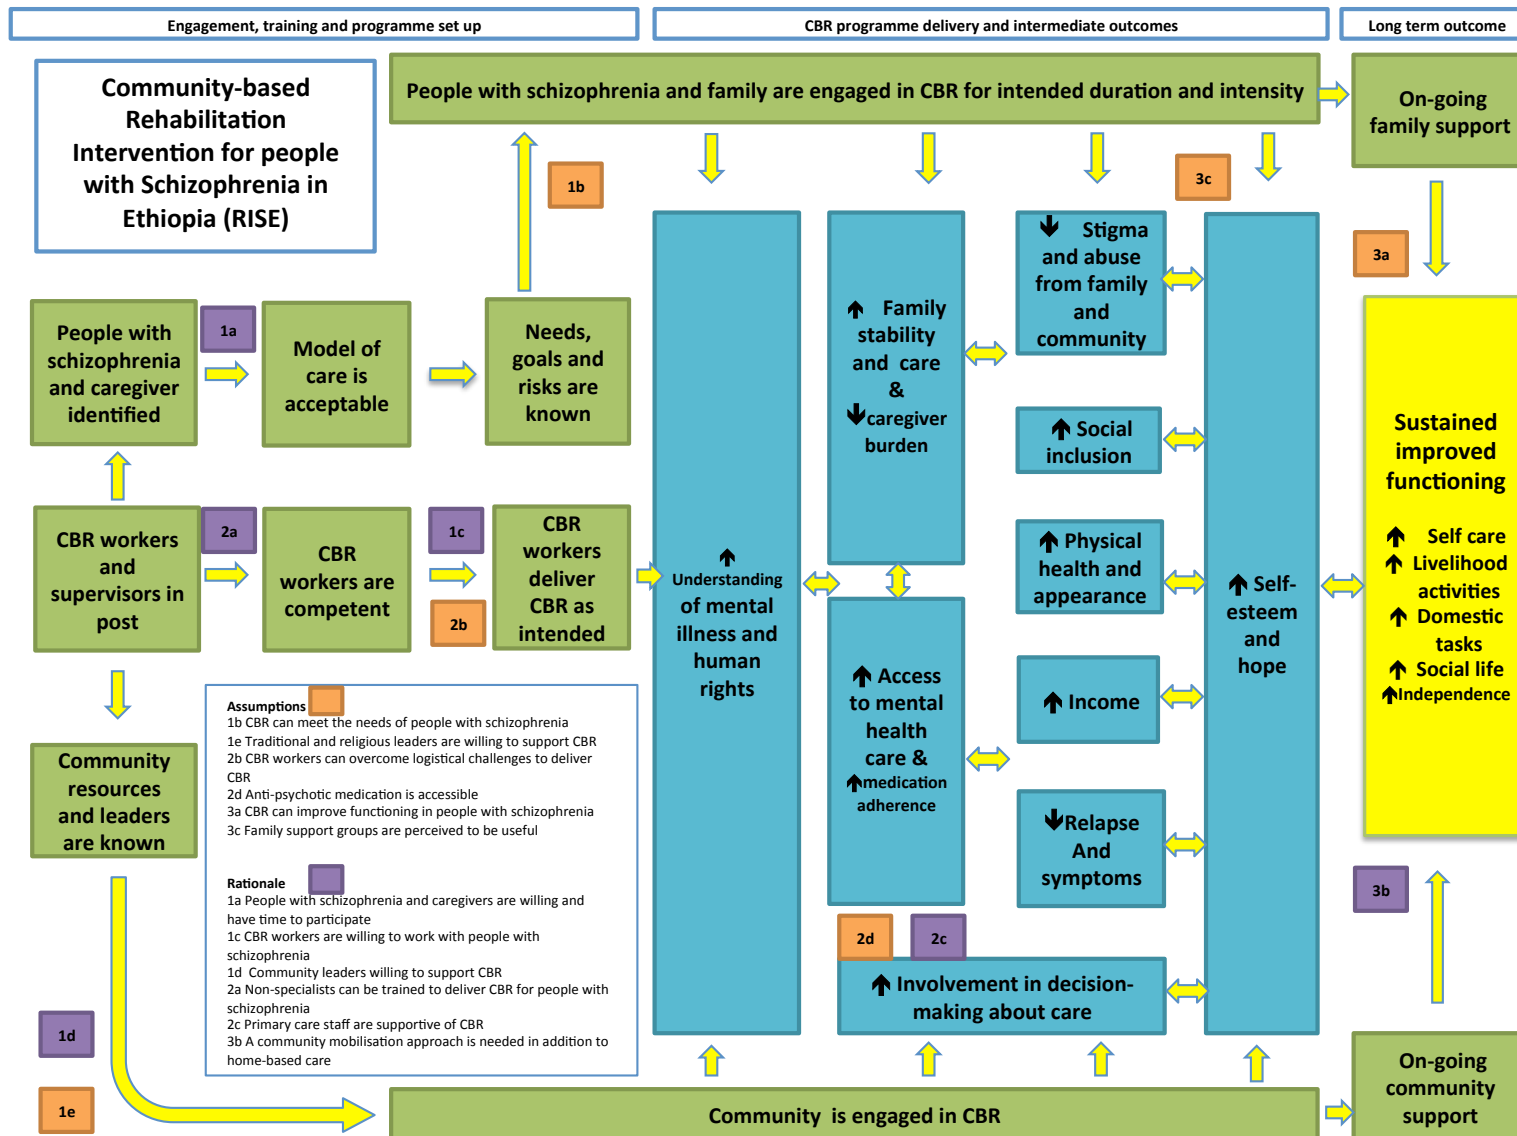 Engagement, training and programme set up
CBR programme delivery and intermediate outcomes
Long term outcome
Community-based
Rehabilitation
Intervention for people
with Schizophrenia in
Ethiopia (RISE)
People with schizophrenia and family are engaged in CBR for intended duration and intensity
On-going
family support
1b
3c
3a
People with
schizophrenia
and caregiver
identified
1a
Model of
care is
acceptable
Needs,
goals and
risks are
known
CBR workers
and
supervisors in
post
2a
CBR
workers are
competent
1c
2b
CBR
workers
deliver
CBR as
intended
Community
resources
and leaders
are known
Assumptions
1b CBR can meet the needs of people with schizophrenia
1e Traditional and religious leaders are willing to support CBR
2b CBR workers can overcome logistical challenges to deliver
CBR
2d Anti-psychotic medication is accessible
3a CBR can improve functioning in people with schizophrenia
3c Family support groups are perceived to be useful
Rationale
1a People with schizophrenia and caregivers are willing and
have time to participate
1c CBR workers are willing to work with people with
schizophrenia
1d Community leaders willing to support CBR
2a Non-specialists can be trained to deliver CBR for people with
schizophrenia
2c Primary care staff are supportive of CBR
3b A community mobilisation approach is needed in addition to
home-based care
1d
1e
↑
Understanding
of mental
illness and
human
rights
↑ Family
stability
and care
&
↓caregiver
burden
↑ Access
to mental
health
care &
↑medication
adherence
↓ Stigma
and abuse
from family
and
community
↑ Social
inclusion
↑ Physical
health and
appearance
↑ Income
↓Relapse
And
symptoms
2d
2c
↑ Involvement in decision-
making about care
↑ Self-
esteem
and
hope
Sustained
improved
functioning
↑ Self care
↑ Livelihood
activities
↑ Domestic
tasks
↑ Social life
↑Independence
3b
Community is engaged in CBR
On-going
community
support